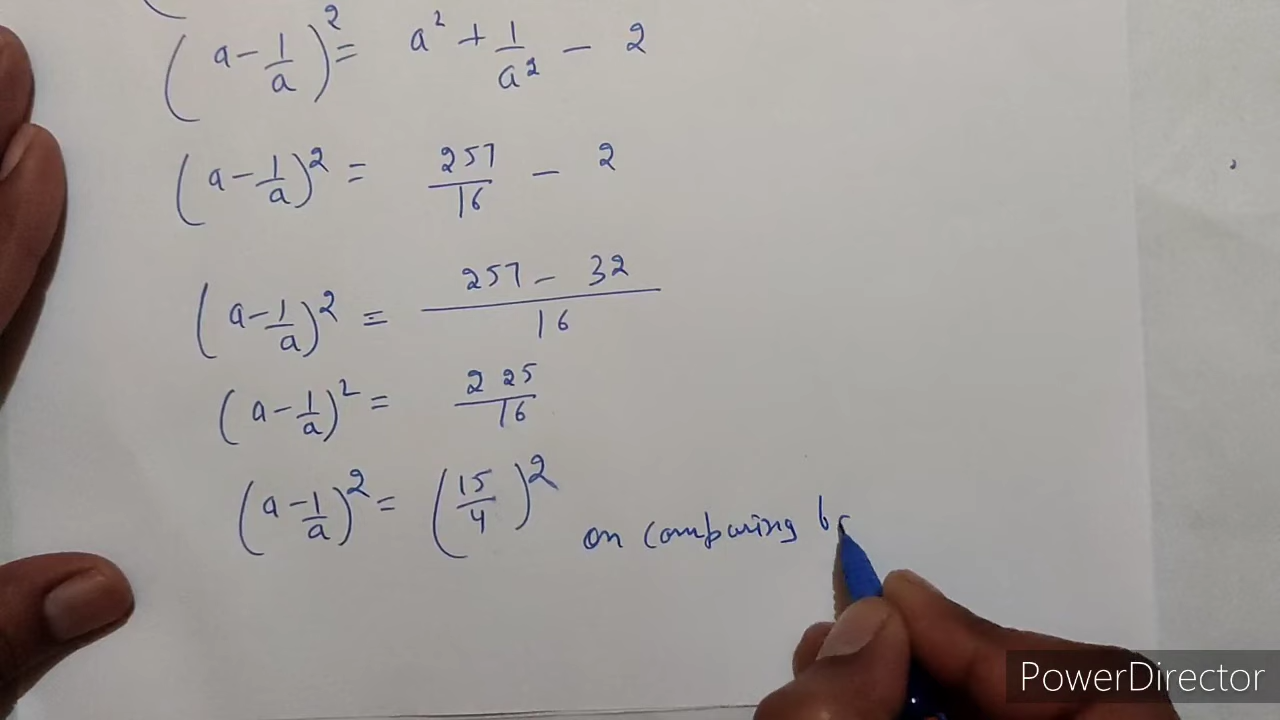 (a - 1/a)² = a² + 1/a² - 2
(a - 1/a)² = 257/16 - 2
(a - 1/a)² = (257 - 32)/16
(a - 1/a)² = 225/16
(a - 1/a)² = (15/4)² on comparing
PowerDirector